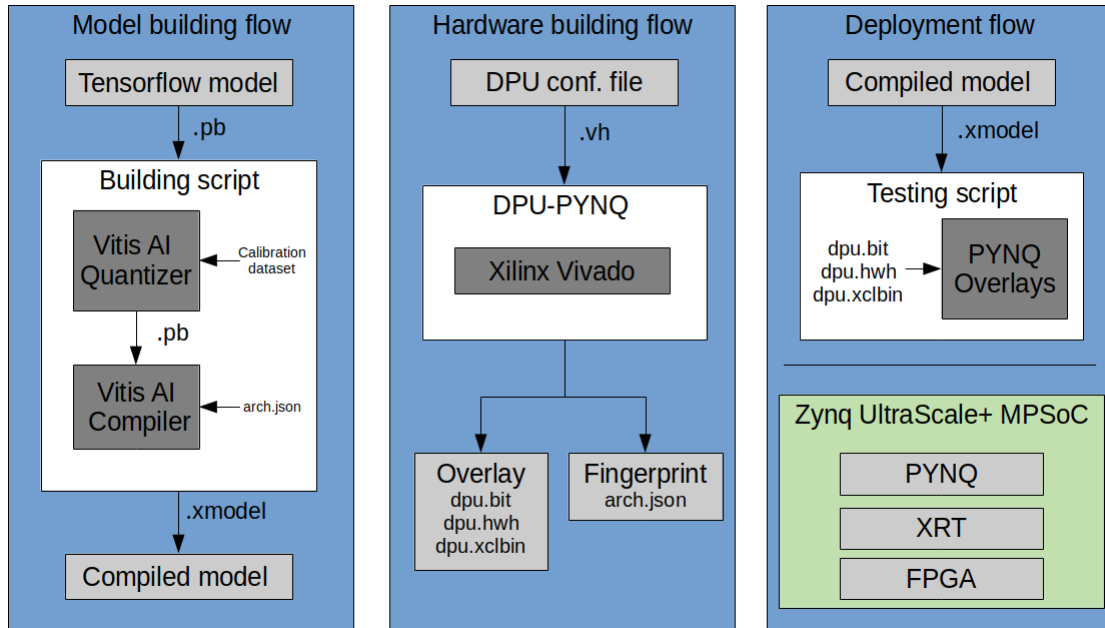 Model building flow
Tensorflow model
.pb
Building script
Vitis AI
Quantizer
Calibration
dataset
.pb
Vitis AI
Compiler
arch.json
.xmodel
Compiled model
Hardware building flow
DPU conf. file
.vh
DPU-PYNQ
Xilinx Vivado
Overlay
dpu.bit
dpu.hwh
dpu.xclbin
Fingerprint
arch.json
Deployment flow
Compiled model
.xmodel
Testing script
dpu.bit
dpu.hwh
dpu.xclbin
PYNQ
Overlays
Zynq UltraScale+ MPSoC
PYNQ
XRT
FPGA